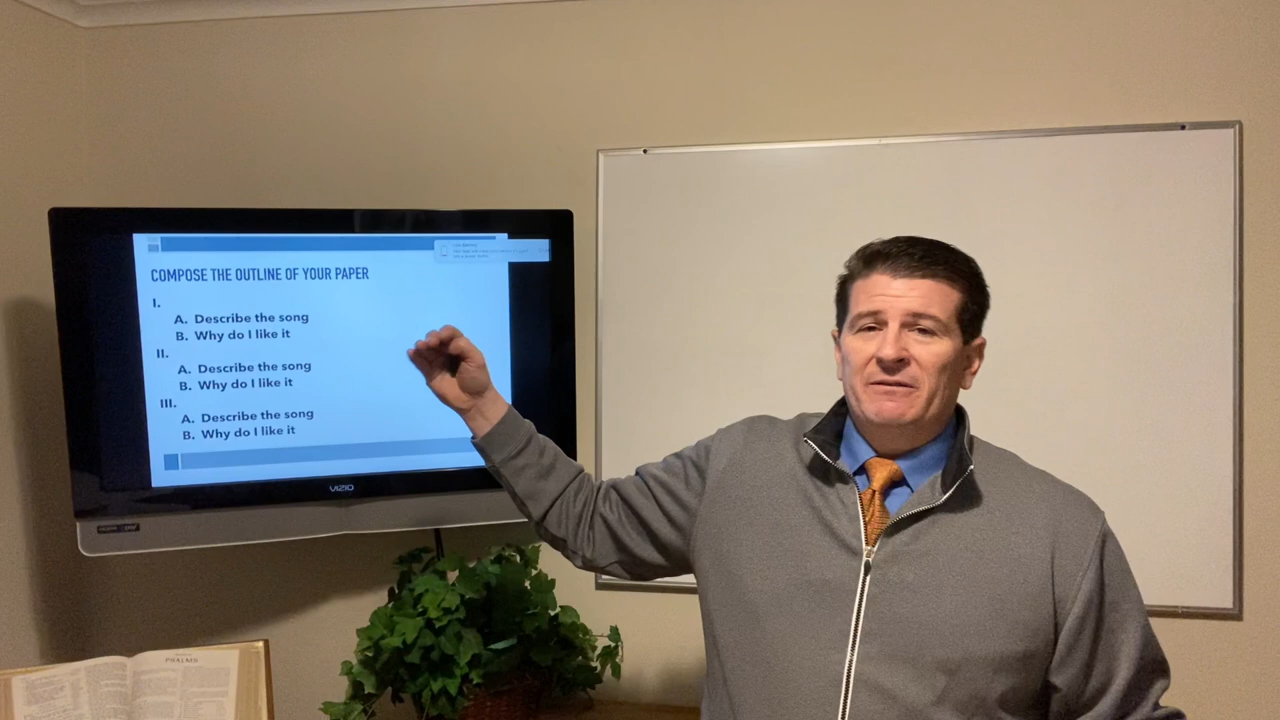 COMPOSE THE OUTLINE OF YOUR PAPER
I.
A. Describe the song
B. Why do I like it
II.
A. Describe the song
B. Why do I like it
III.
A. Describe the song
B. Why do I like it
VIZIO
PSALMS